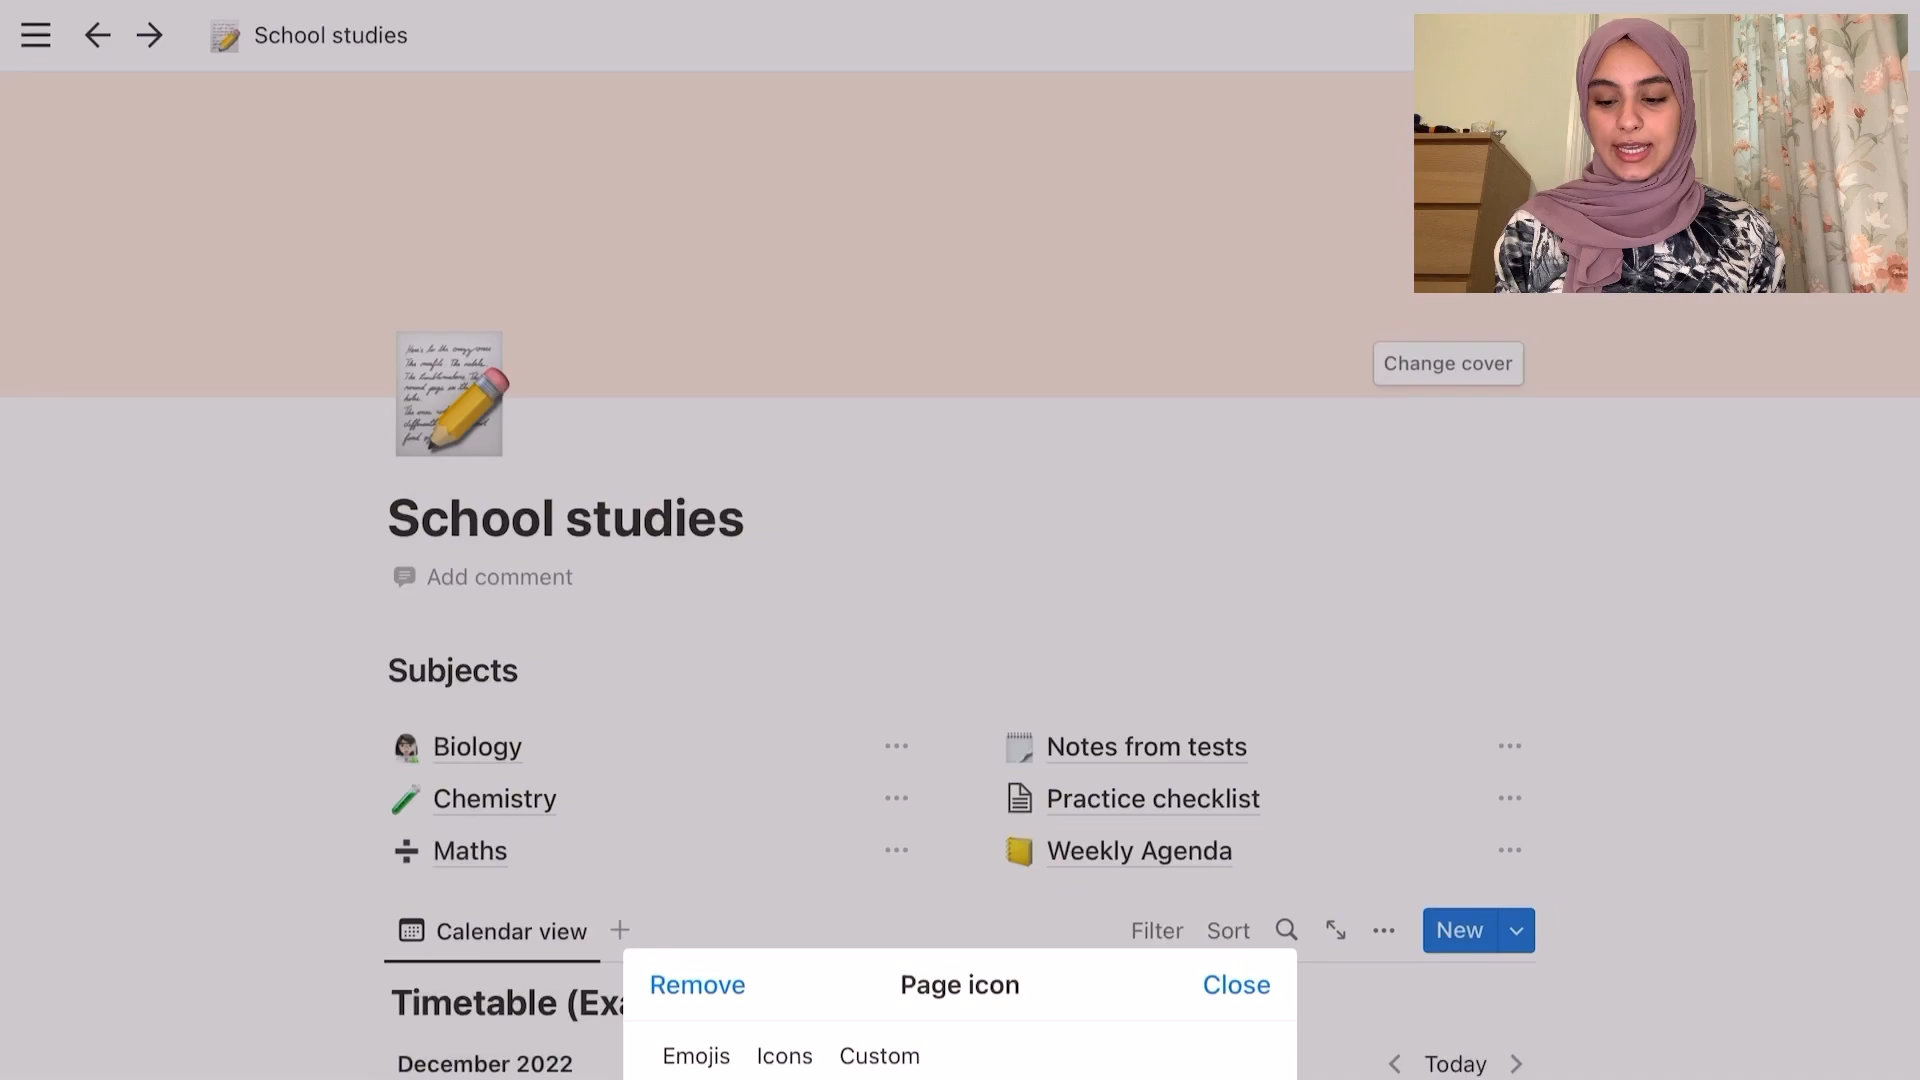 School studies
Change cover
School studies
Add comment
Subjects
Biology
Notes from tests
Chemistry
Practice checklist
Maths
Weekly Agenda
Calendar view
Filter Sort
New
Remove Page icon Close
Timetable (Exa
Emojis Icons Custom
December 2022
Today